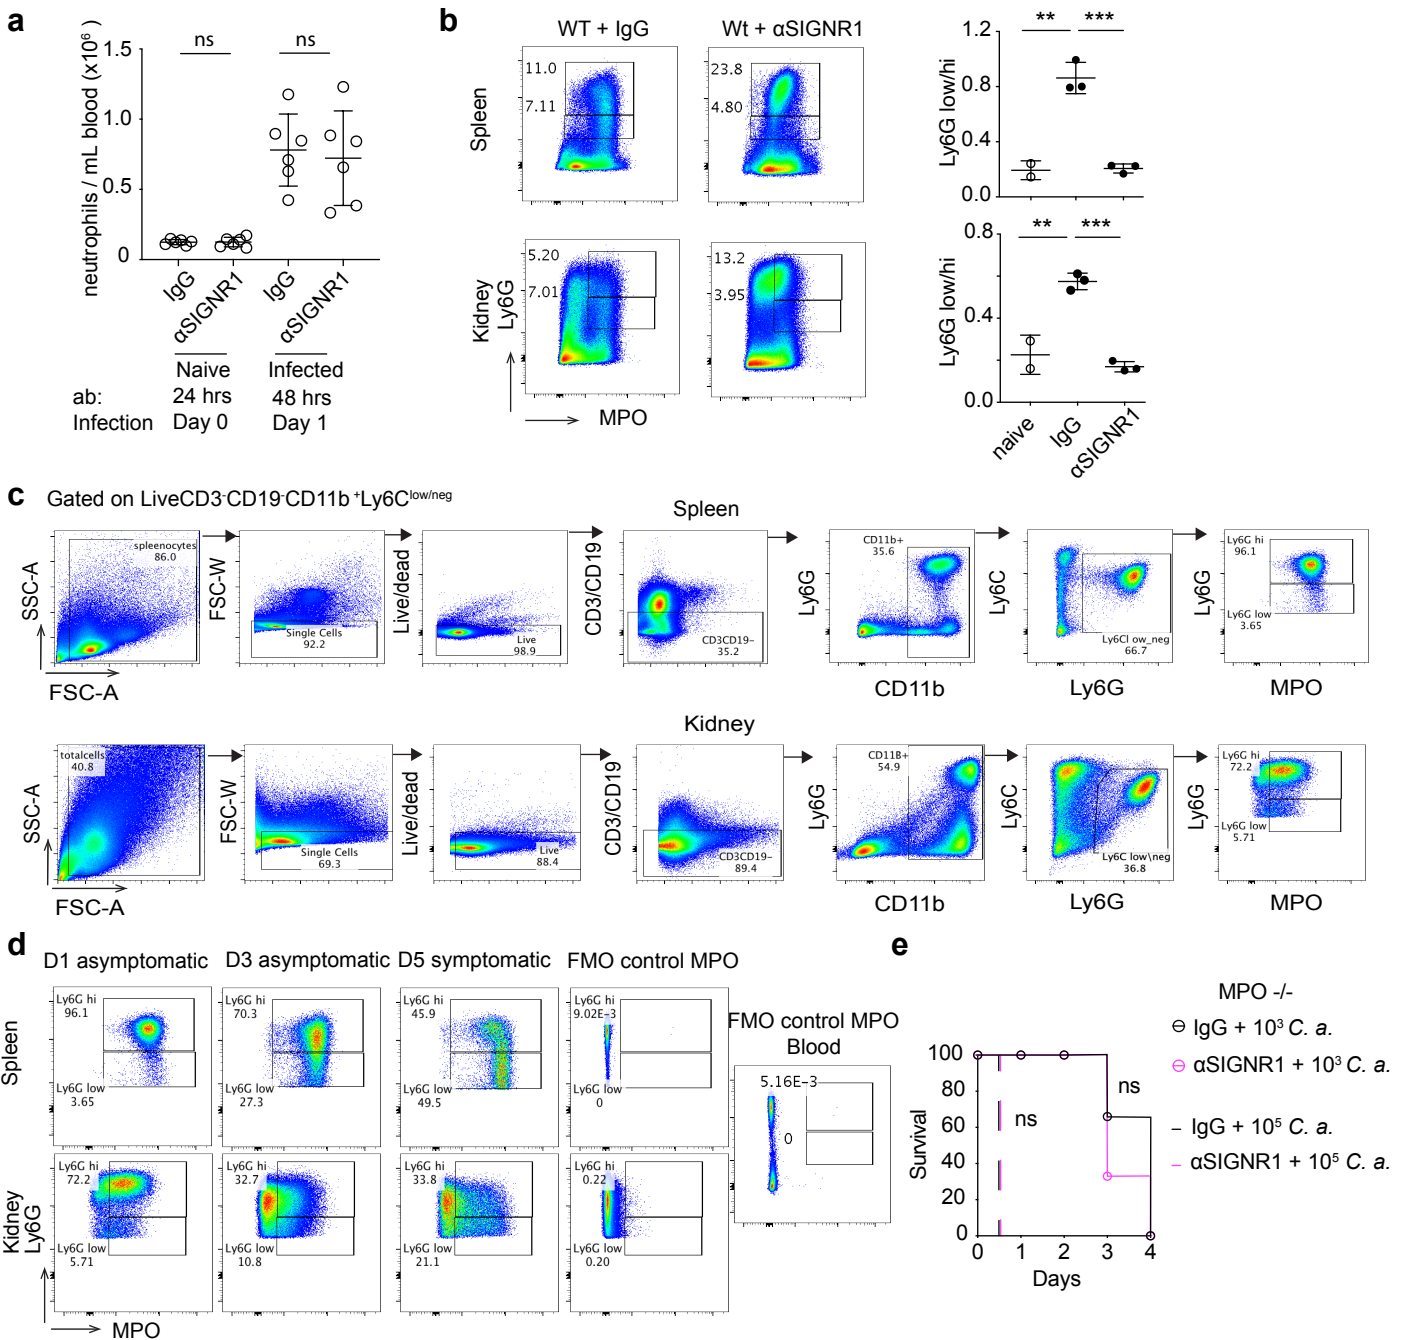 a
neutrophils / mL blood (x10⁶)
1.5
1.0
0.5
0
ns
ns
IgG
αSIGNR1
IgG
αSIGNR1
Naive
Infected
ab:
24 hrs
48 hrs
Infection
Day 0
Day 1
b
WT + IgG
Wt + αSIGNR1
Spleen
11.0
7.11
23.8
4.80
Kidney
Ly6G
5.20
7.01
13.2
3.95
MPO
Ly6G low/hi
1.2
0.8
0.4
0.0
**
***
Ly6G low/hi
0.8
0.4
0.0
**
***
naive
IgG
αSIGNR1
c
Gated on LiveCD3⁻CD19⁻CD11b⁺Ly6C^low/neg
Spleen
SSC-A
FSC-A
spleenocytes
86.0
FSC-W
Single Cells
92.2
Live/dead
Live
98.9
CD3/CD19
CD3CD19-
35.2
Ly6G
CD11b+
35.6
CD11b
Ly6C
Ly6Cl ow_neg
66.7
Ly6G
Ly6G
Ly6G hi
96.1
Ly6G low
3.65
MPO
Kidney
SSC-A
FSC-A
totalcells
40.8
FSC-W
Single Cells
69.3
Live/dead
Live
88.4
CD3/CD19
CD3CD19-
89.4
Ly6G
CD11B+
54.9
CD11b
Ly6C
Ly6C low\neg
36.8
Ly6G
Ly6G
Ly6G hi
72.2
Ly6G low
5.71
MPO
d
D1 asymptomatic
D3 asymptomatic
D5 symptomatic
FMO control MPO
Spleen
Ly6G hi
96.1
Ly6G low
3.65
Ly6G hi
70.3
Ly6G low
27.3
Ly6G hi
45.9
Ly6G low
49.5
Ly6G hi
9.02E-3
Ly6G low
0
FMO control MPO
Blood
5.16E-3
0
Kidney
Ly6G
Ly6G hi
72.2
Ly6G low
5.71
Ly6G hi
32.7
Ly6G low
10.8
Ly6G hi
33.8
Ly6G low
21.1
Ly6G hi
0.22
Ly6G low
0.20
MPO
e
Survival
100
80
60
40
20
0
ns
ns
0
1
2
3
4
Days
MPO -/-
IgG + 10³ C. a.
αSIGNR1 + 10³ C. a.
IgG + 10⁵ C. a.
αSIGNR1 + 10⁵ C. a.